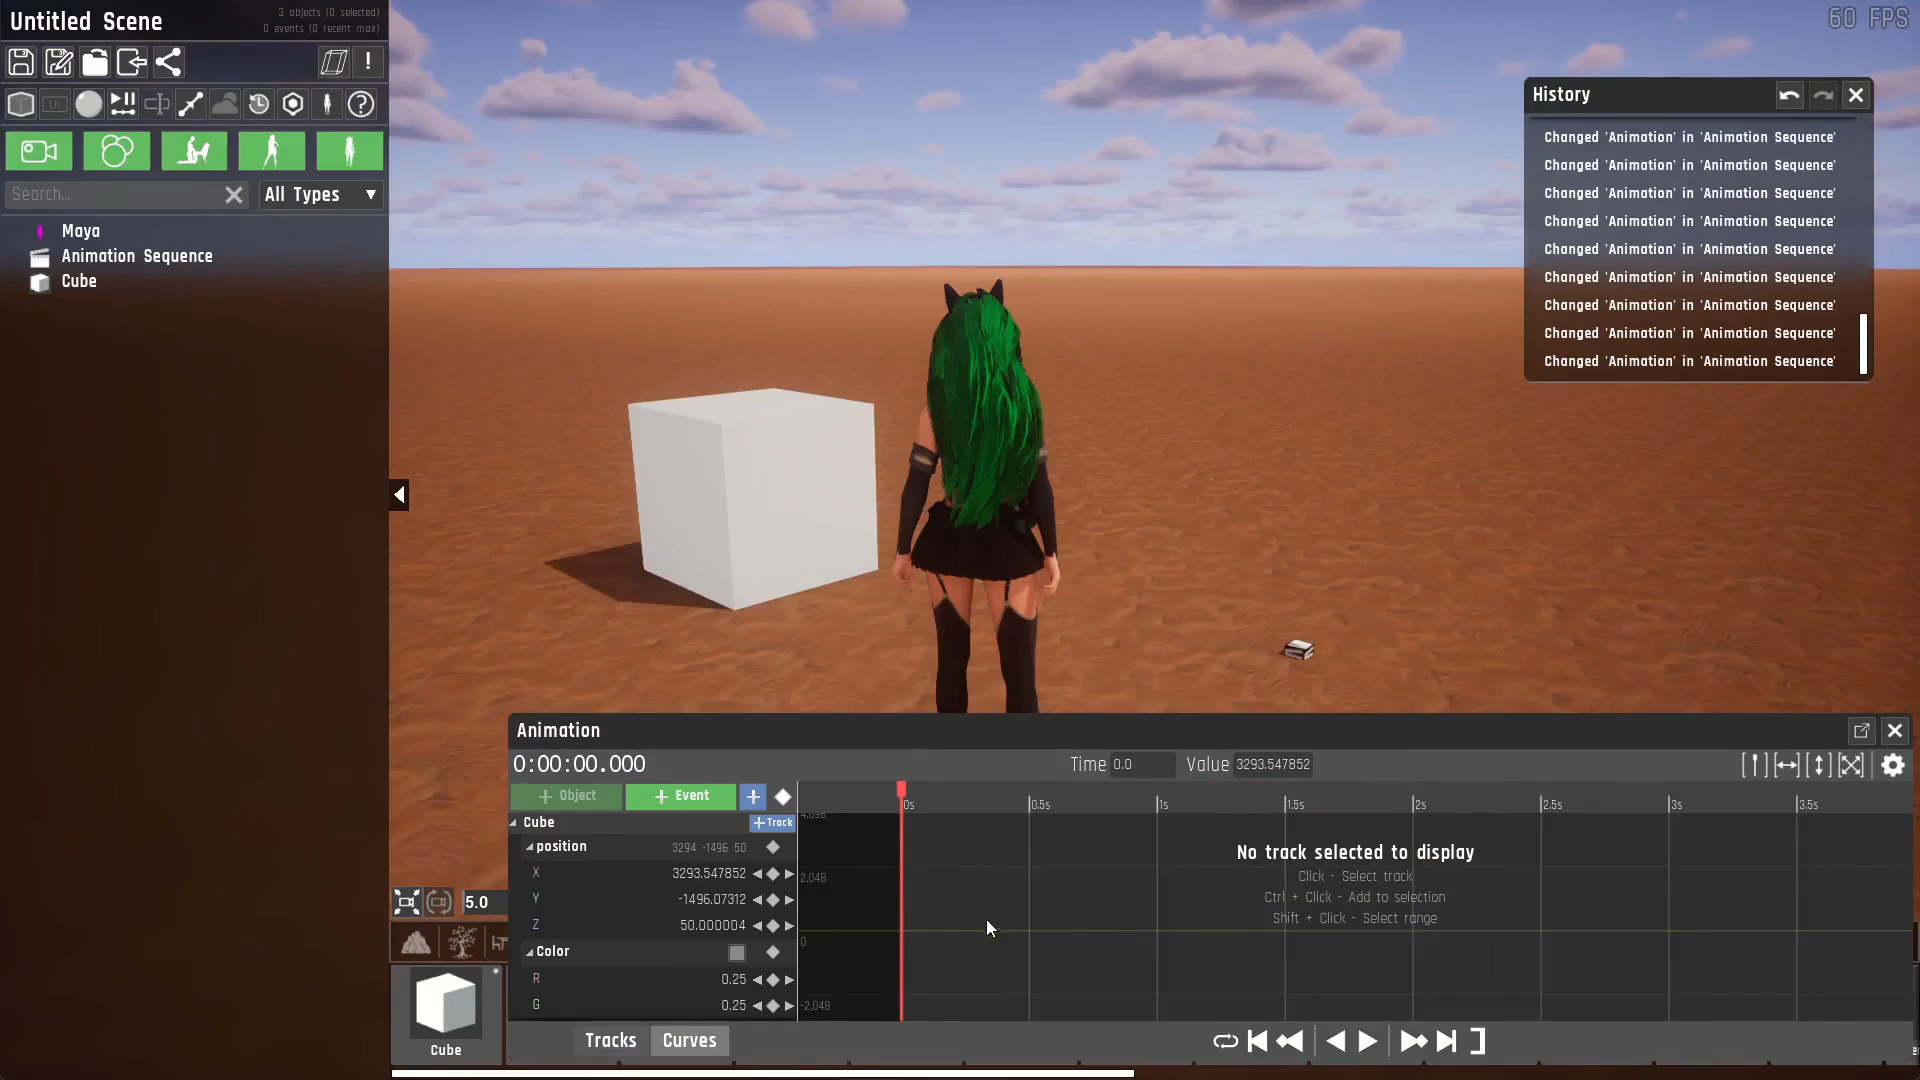 Untitled Scene
3 objects (0 selected)
0 events (0 recent max)
60 FPS
UI
!
Search...
All Types
Maya
Animation Sequence
Cube
History
Changed 'Animation' in 'Animation Sequence'
Changed 'Animation' in 'Animation Sequence'
Changed 'Animation' in 'Animation Sequence'
Changed 'Animation' in 'Animation Sequence'
Changed 'Animation' in 'Animation Sequence'
Changed 'Animation' in 'Animation Sequence'
Changed 'Animation' in 'Animation Sequence'
Changed 'Animation' in 'Animation Sequence'
Changed 'Animation' in 'Animation Sequence'
Animation
0:00:00.000
Time 0.0
Value 3293.547852
+ Object
+ Event
0s 0.5s 1s 1.5s 2s 2.5s 3s 3.5s
Cube
+ Track
4,096
position 3294 -1496 50
X 3293.547852
2,048
Y -1496.07312
Z 50.000004
0
Color
R 0.25
G 0.25
-2,048
No track selected to display
Click - Select track
Ctrl + Click - Add to selection
Shift + Click - Select range
5.0
Tracks
Curves
Cube